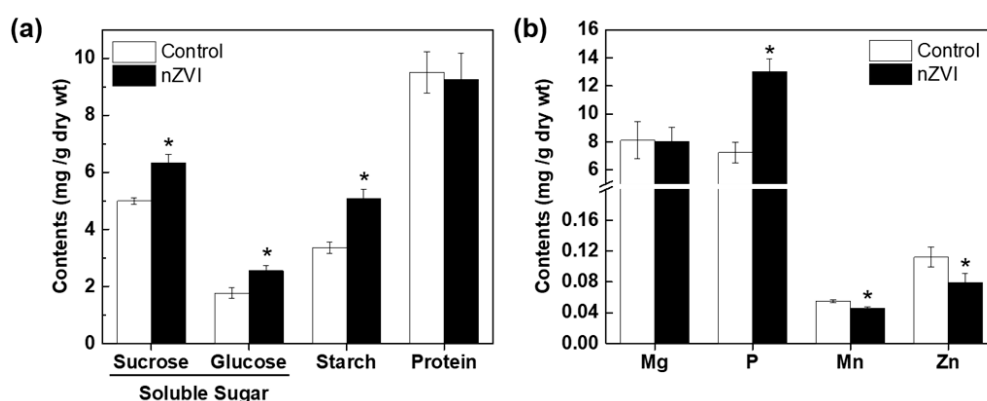 (a)
Control
nZVI
Contents (mg /g dry wt)
10
8
6
4
2
0
*
*
*
Sucrose Glucose Starch Protein
Soluble Sugar
(b)
Control
nZVI
Contents (mg /g dry wt)
16
14
12
10
8
6
0.16
0.12
0.08
0.04
0.00
*
*
*
Mg P Mn Zn